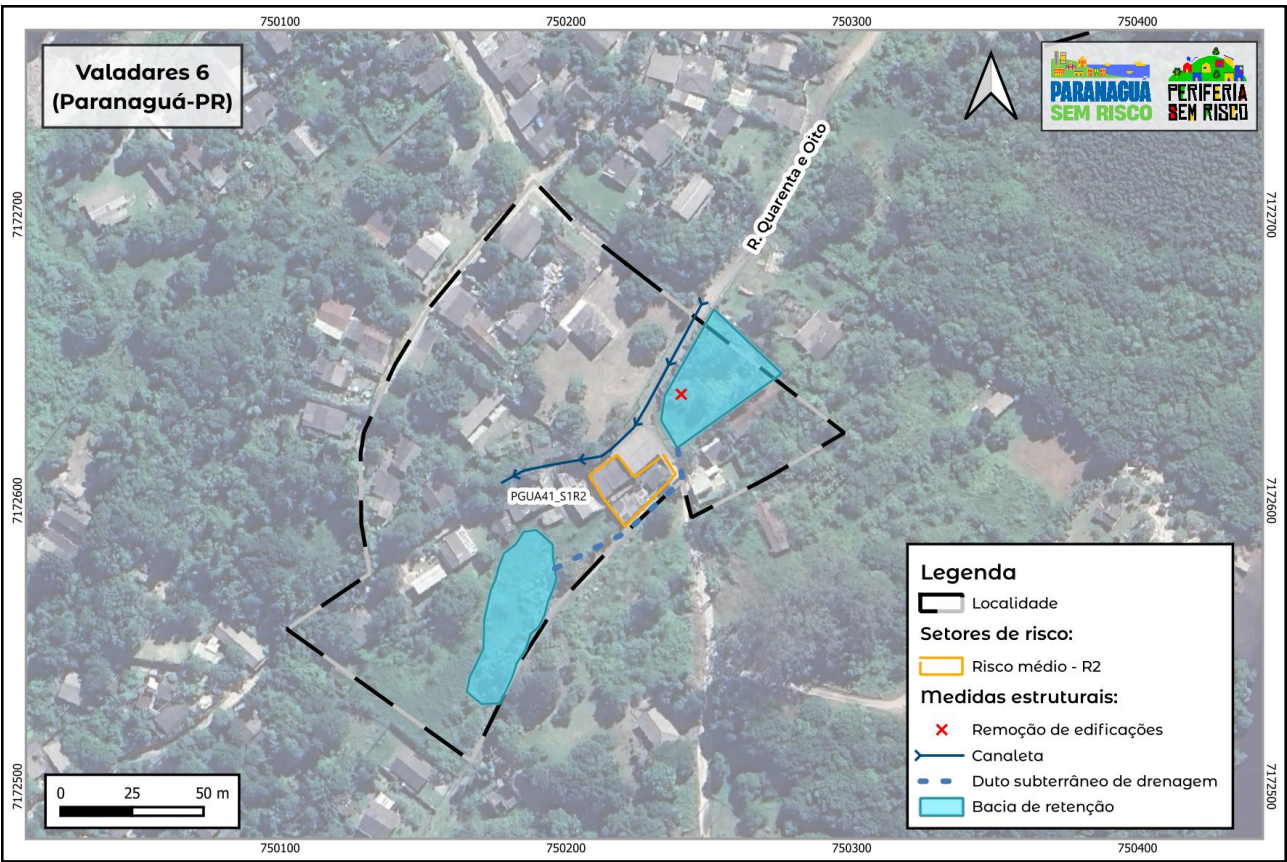 750100
750200
750300
750400
Valadares 6
(Paranaguá-PR)
PARANAGUÁ
SEM RISCO
PERIFERIA
SEM RISCO
R. Quarenta e Oito
7172700
7172700
7172600
7172600
PGUA41_S1R2
Legenda
Localidade
Setores de risco:
Risco médio - R2
Medidas estruturais:
Remoção de edificações
Canaleta
Duto subterrâneo de drenagem
Bacia de retenção
7172500
7172500
0 25 50 m
750100
750200
750300
750400